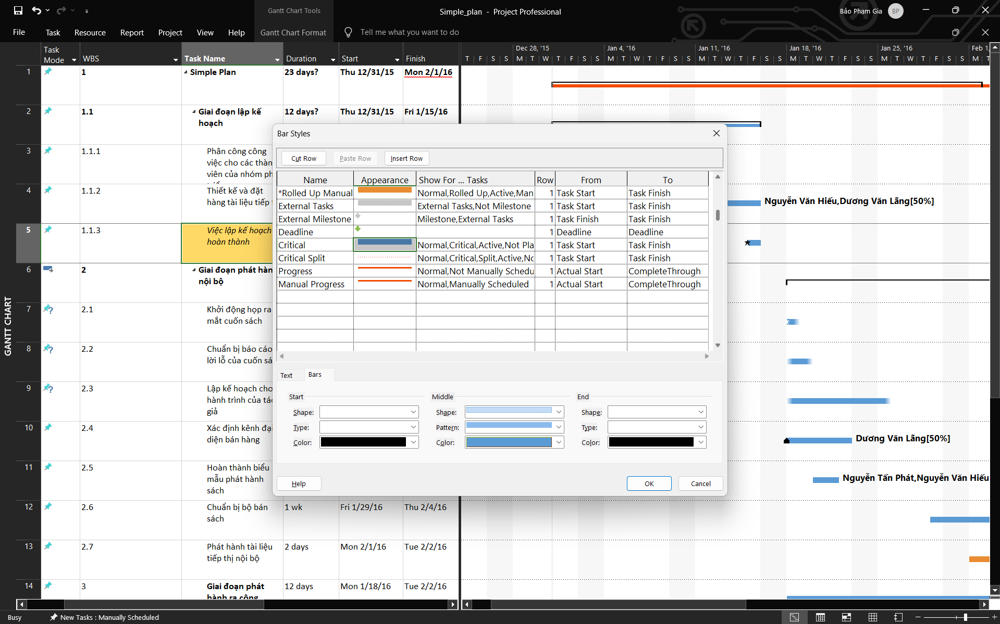 Gantt Chart Tools
Simple_plan - Project Professional
Bảo Phạm Gia
BP
File
Task
Resource
Report
Project
View
Help
Gantt Chart Format
Tell me what you want to do
Task Mode
WBS
Task Name
Duration
Start
Finish
Dec 28, '15
Jan 4, '16
Jan 11, '16
Jan 18, '16
Jan 25, '16
Feb 1,
T F S S M T W T F S S M T W T F S S M T W T F S S M T W T F S S M T W T F S S M T
1 1 Simple Plan 23 days? Thu 12/31/15 Mon 2/1/16
2 1.1 Giai đoạn lập kế 12 days? Thu 12/31/15 Fri 1/15/16
hoạch
3 1.1.1 Phân công công
việc cho các thàn
viên của nhóm ph
4 1.1.2 Thiết kế và đặt
hàng tài liệu tiếp
Nguyễn Văn Hiếu,Dương Văn Lãng[50%]
5 1.1.3 Việc lập kế hoạch
hoàn thành
6 2 Giai đoạn phát hàn
nội bộ
7 2.1 Khởi động họp ra
mắt cuốn sách
8 2.2 Chuẩn bị báo cáo
lời lỗ của cuốn sá
9 2.3 Lập kế hoạch cho
hành trình của tác
giả
10 2.4 Xác định kênh đại
diện bán hàng
Dương Văn Lãng[50%]
11 2.5 Hoàn thành biểu
mẫu phát hành
sách
Nguyễn Tấn Phát,Nguyễn Văn Hiếu
12 2.6 Chuẩn bị bộ bán 1 wk Fri 1/29/16 Thu 2/4/16
sách
13 2.7 Phát hành tài liệu 2 days Mon 2/1/16 Tue 2/2/16
tiếp thị nội bộ
14 3 Giai đoạn phát 12 days Mon 1/18/16 Tue 2/2/16
hành ra công
GANTT CHART
Bar Styles
Cut Row
Paste Row
Insert Row
Name Appearance Show For ... Tasks Row From To
*Rolled Up Manual Normal,Rolled Up,Active,Man 1 Task Start Task Finish
External Tasks External Tasks,Not Milestone 1 Task Start Task Finish
External Milestone Milestone,External Tasks 1 Task Finish Task Finish
Deadline 1 Deadline Deadline
Critical Normal,Critical,Active,Not Pla 1 Task Start Task Finish
Critical Split Normal,Critical,Split,Active,No 1 Task Start Task Finish
Progress Normal,Not Manually Schedu 1 Actual Start CompleteThrough
Manual Progress Normal,Manually Scheduled 1 Actual Start CompleteThrough
Text
Bars
Start Middle End
Shape: Shape: Shape:
Type: Pattern: Type:
Color: Color: Color:
Help
OK
Cancel
Busy
New Tasks : Manually Scheduled